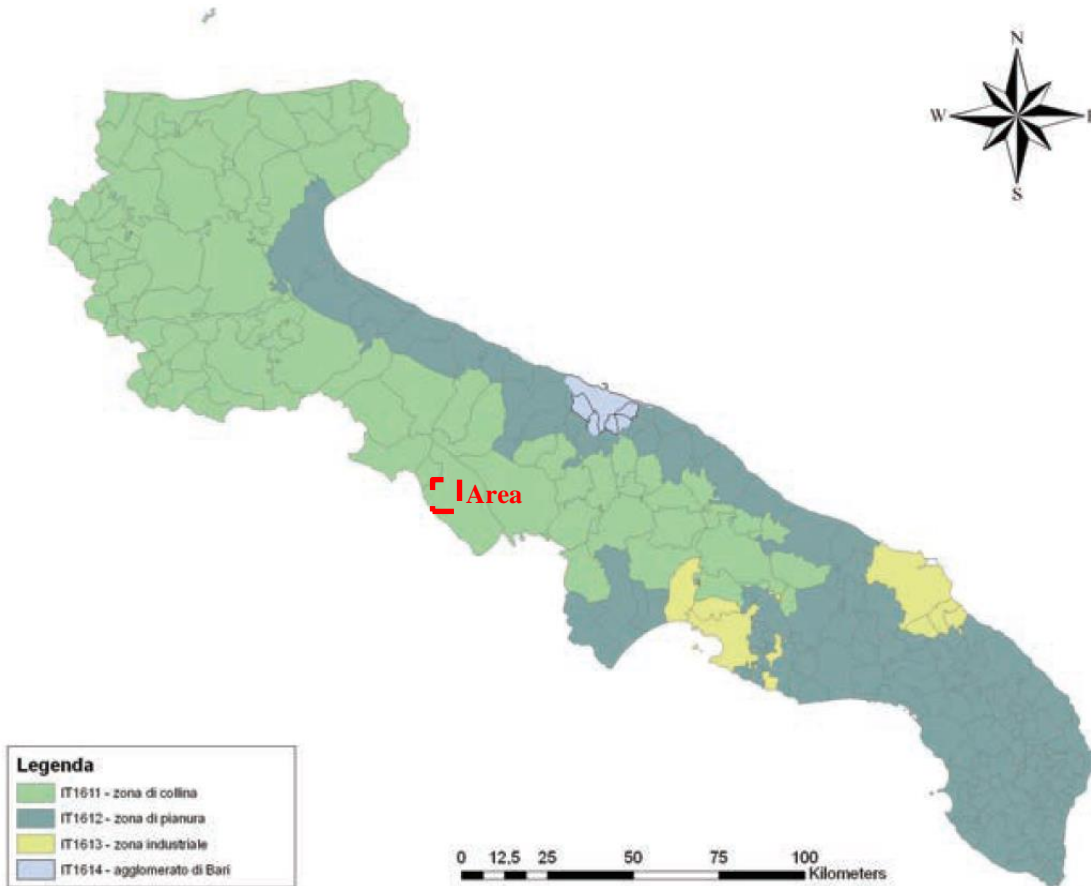 N
W
E
S
Area
Legenda
IT1611 - zona di collina
IT1612 - zona di pianura
IT1613 - zona industriale
IT1614 - agglomerato di Bari
0 12.5 25 50 75 100
Kilometers